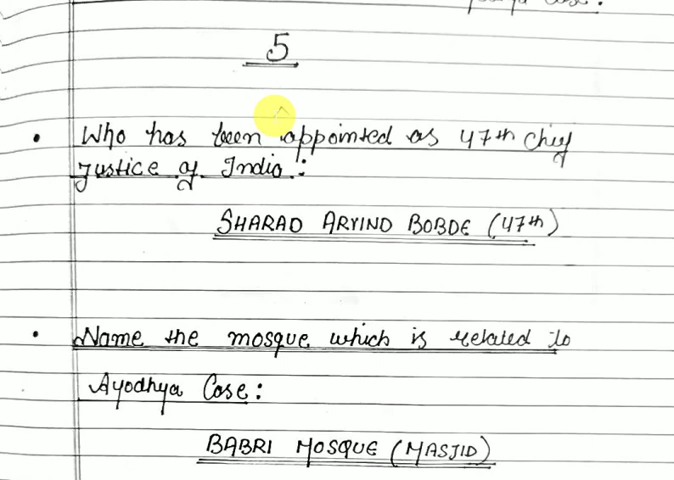 5
• Who has been appointed as 47th Chief
Justice of India:
SHARAD ARVIND BOBDE (47th)
• Name the mosque which is related to
Ayodhya Case:
BABRI MOSQUE (MASJID)